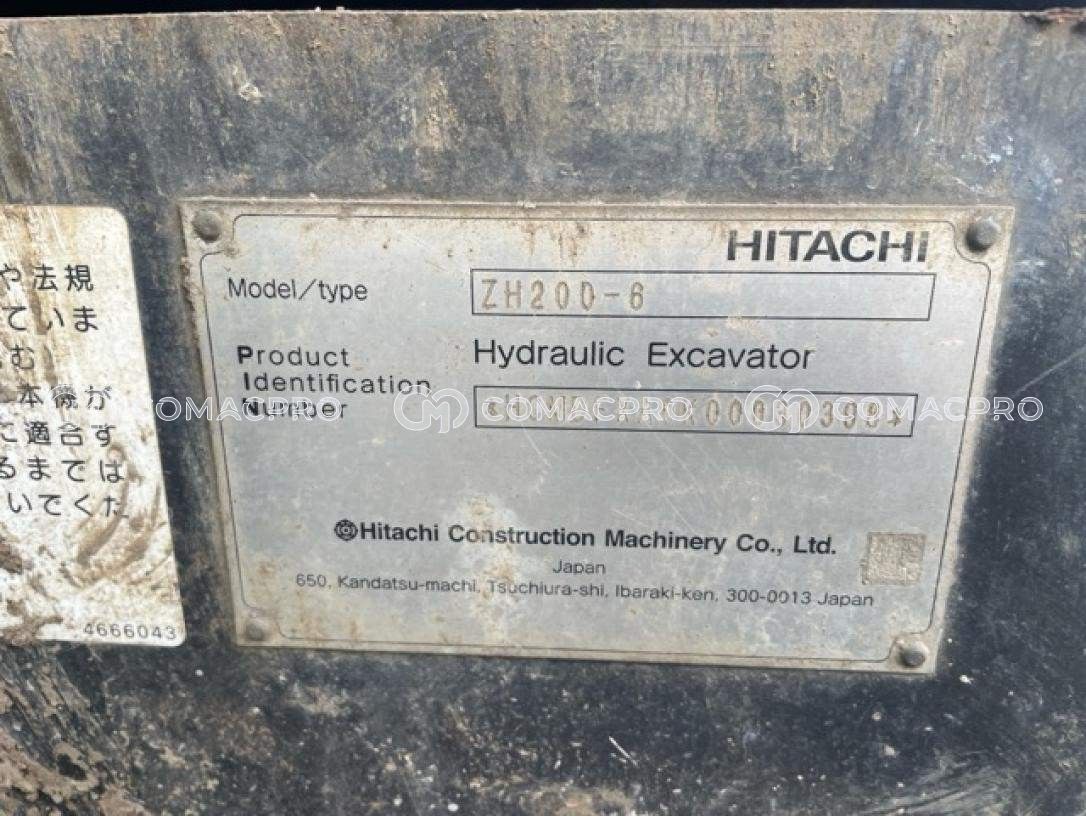 HITACHI
Model/type ZH200-6
Product Hydraulic Excavator
Identification
Number
Hitachi Construction Machinery Co., Ltd.
Japan
650, Kandatsu-machi, Tsuchiura-shi, Ibaraki-ken, 300-0013 Japan
や法規
ていま
む)
本機が
に適合す
るまでは
いでくだ
4666043
COMACPRO COMACPRO COMACPRO